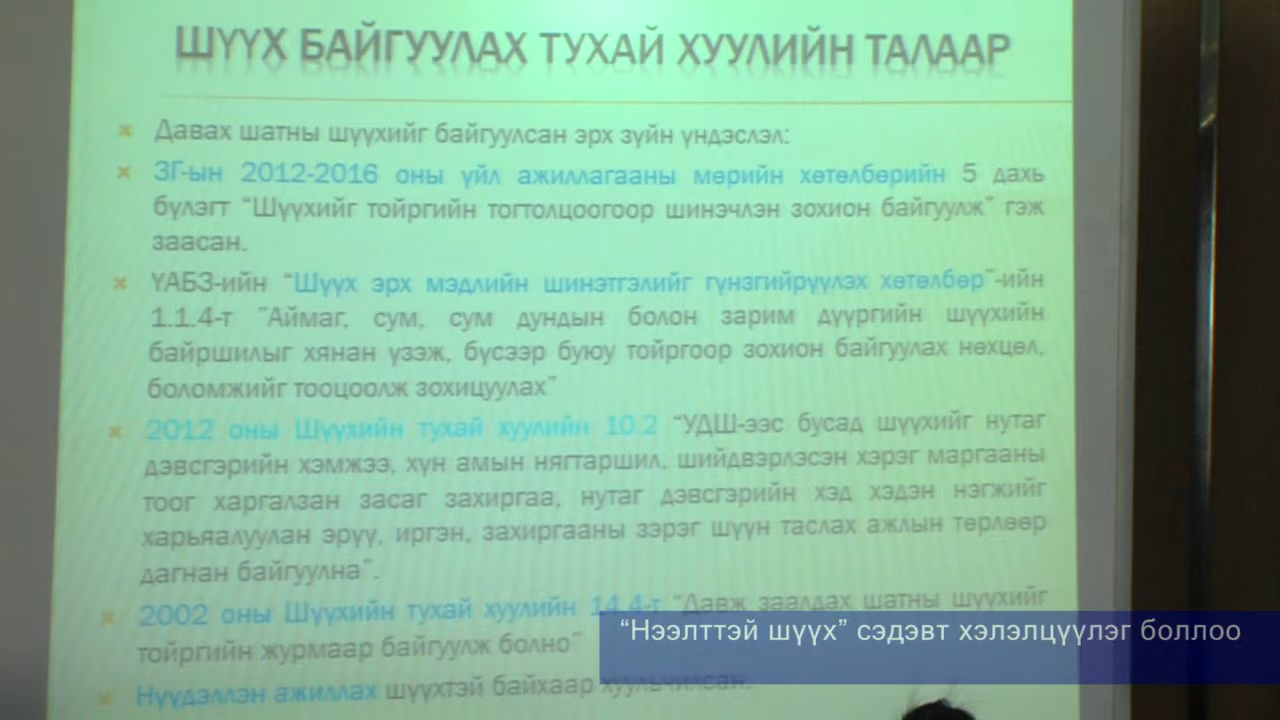 ШҮҮХ БАЙГУУЛАХ ТУХАЙ ХУУЛИЙН ТАЛААР
Давах шатны шүүхийг байгуулсан эрх зүйн үндэслэл:
ЗГ-ын 2012-2016 оны үйл ажиллагааны мөрийн хөтөлбөрийн 5 дахь
бүлэгт “Шүүхийг тойргийн тогтолцоогоор шинэчлэн зохион байгуулж” гэж
заасан.
ҮАБЗ-ийн “Шүүх эрх мэдлийн шинэтгэлийг гүнзгийрүүлэх хөтөлбөр”-ийн
1.1.4-т ”Аймаг, сум, сум дундын болон зарим дүүргийн шүүхийн
байршилыг хянан үзэж, бүсээр буюу тойргоор зохион байгуулах нөхцөл,
боломжийг тооцоолж зохицуулах”
2012 оны Шүүхийн тухай хуулийн 10.2 “УДШ-ээс бусад шүүхийг нутаг
дэвсгэрийн хэмжээ, хүн амын нягтаршил, шийдвэрлэсэн хэрэг маргааны
тоог харгалзан засаг захиргаа, нутаг дэвсгэрийн хэд хэдэн нэгжийг
харьяалуулан эрүү, иргэн, захиргааны зэрэг шүүн таслах ажлын төрлөөр
дагнан байгуулна”.
2002 оны Шүүхийн тухай хуулийн 14.4-т “Давж заалдах шатны шүүхийг
тойргийн журмаар байгуулж болно”
Нүүдэллэн ажиллах шүүхтэй байхаар хуульчилсан.
“Нээлттэй шүүх” сэдэвт хэлэлцүүлэг боллоо